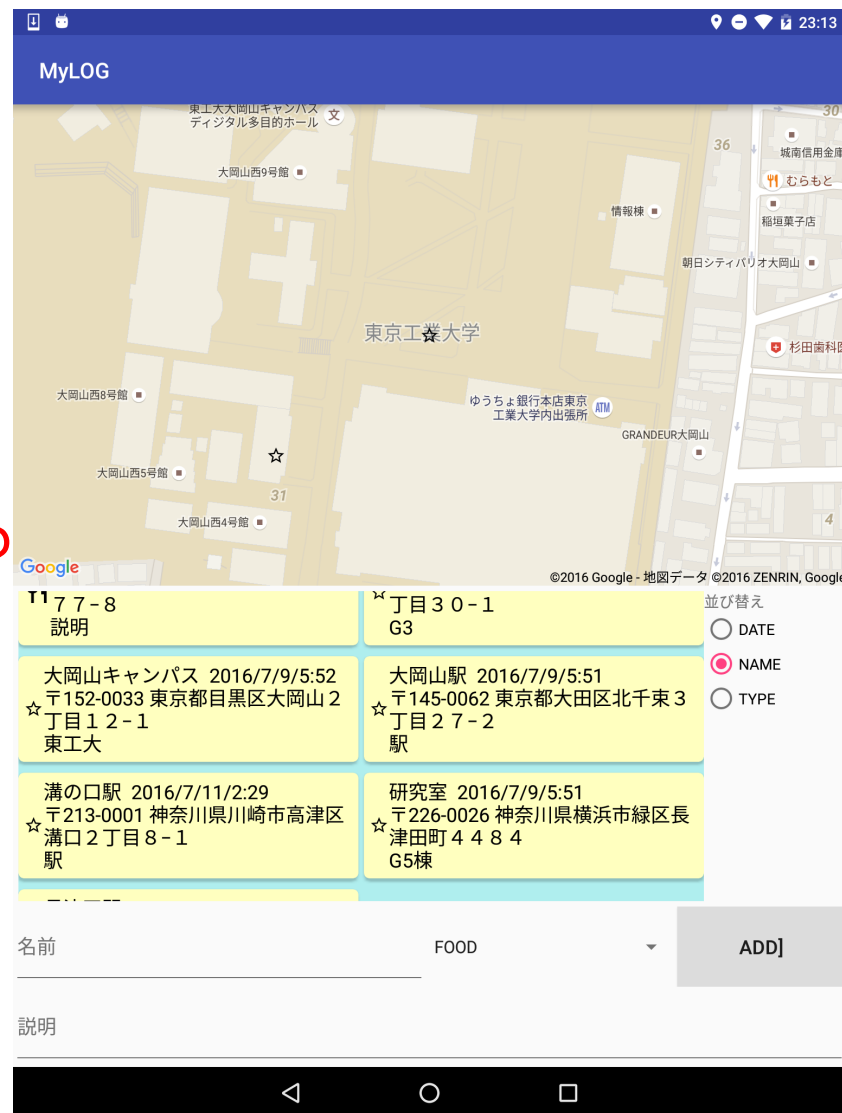 23:13
MyLOG
東工大大岡山キャンパス
ディジタル多目的ホール
文
30
36
城南信用金庫
大岡山西9号館
むらもと
情報棟
稲垣菓子店
朝日シティパリオ大岡山
東京工業大学
杉田歯科医
大岡山西8号館
ゆうちょ銀行本店東京
工業大学内出張所
ATM
GRANDEUR大岡山
大岡山西5号館
31
大岡山西4号館
4
Google
©2016 Google - 地図データ ©2016 ZENRIN, Google
７７−８
説明
丁目３０−１
G3
並び替え
DATE
NAME
TYPE
大岡山キャンパス 2016/7/9/5:52
〒152-0033 東京都目黒区大岡山２
丁目１２−１
東工大
大岡山駅 2016/7/9/5:51
〒145-0062 東京都大田区北千束３
丁目２７−２
駅
溝の口駅 2016/7/11/2:29
〒213-0001 神奈川県川崎市高津区
溝口２丁目８−１
駅
研究室 2016/7/9/5:51
〒226-0026 神奈川県横浜市緑区長
津田町４４８４
G5棟
名前
FOOD
ADD]
説明